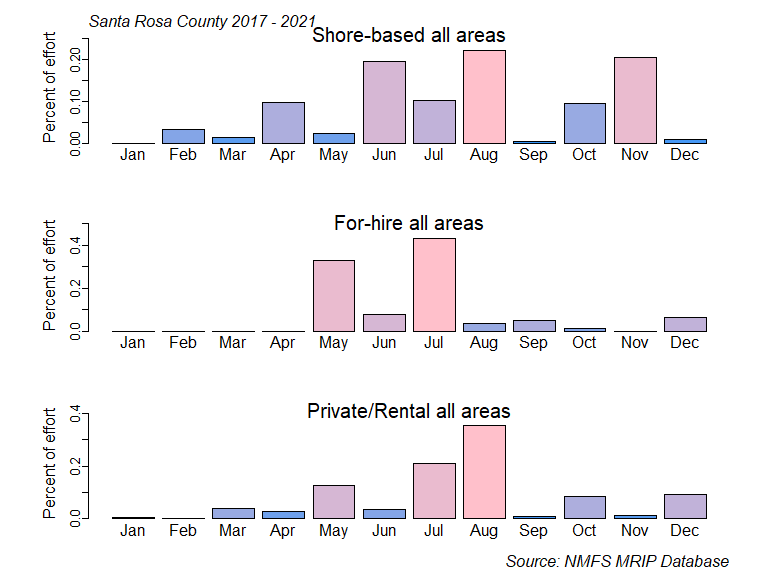 Santa Rosa County 2017 - 2021
Shore-based all areas
Percent of effort
0.00 0.10 0.20
Jan Feb Mar Apr May Jun Jul Aug Sep Oct Nov Dec
For-hire all areas
Percent of effort
0.0 0.2 0.4
Jan Feb Mar Apr May Jun Jul Aug Sep Oct Nov Dec
Private/Rental all areas
Percent of effort
0.0 0.2 0.4
Jan Feb Mar Apr May Jun Jul Aug Sep Oct Nov Dec
Source: NMFS MRIP Database